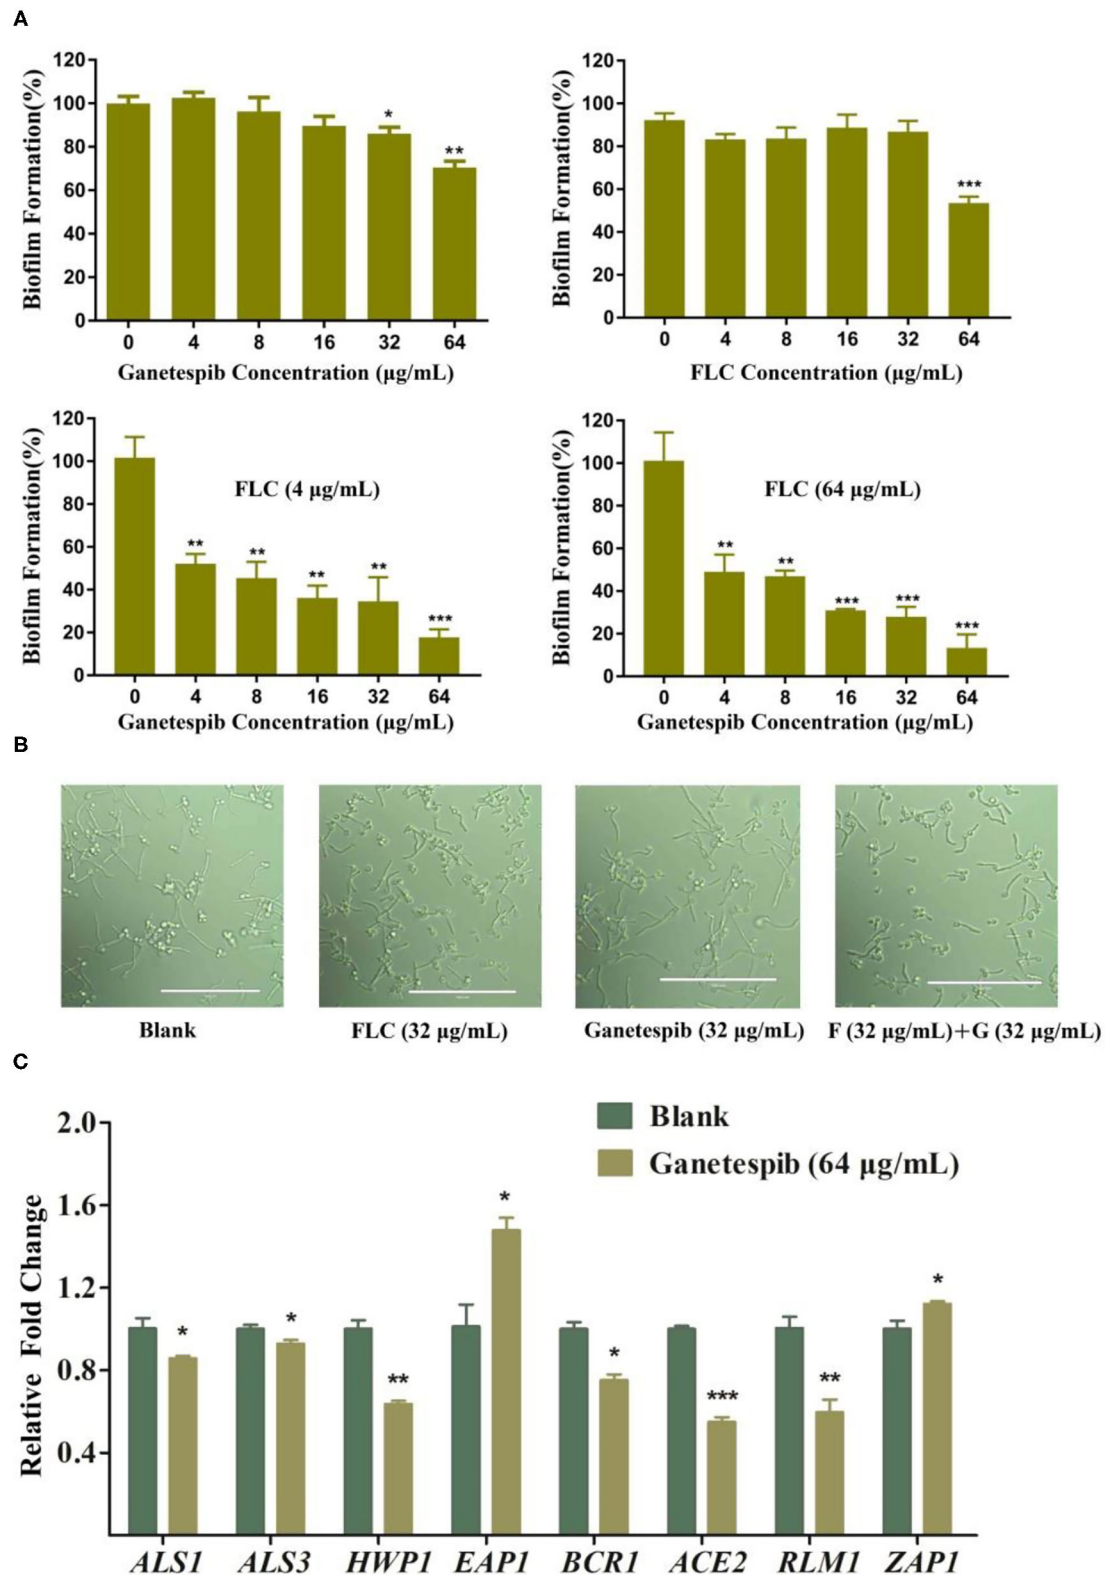 A
120
100
80
60
40
20
0
Biofilm Formation(%)
*
**
0 4 8 16 32 64
Ganetespib Concentration (μg/mL)
120
100
80
60
40
20
0
Biofilm Formation(%)
***
0 4 8 16 32 64
FLC Concentration (μg/mL)
120
100
80
60
40
20
0
Biofilm Formation(%)
FLC (4 μg/mL)
** ** ** ** ***
0 4 8 16 32 64
Ganetespib Concentration (μg/mL)
120
100
80
60
40
20
0
Biofilm Formation(%)
FLC (64 μg/mL)
** ** *** *** ***
0 4 8 16 32 64
Ganetespib Concentration (μg/mL)
B
Blank
FLC (32 μg/mL)
Ganetespib (32 μg/mL)
F (32 μg/mL)+G (32 μg/mL)
C
2.0
1.6
1.2
0.8
0.4
Relative Fold Change
Blank
Ganetespib (64 μg/mL)
* * ** * * *** ** *
ALS1 ALS3 HWP1 EAP1 BCR1 ACE2 RLM1 ZAP1